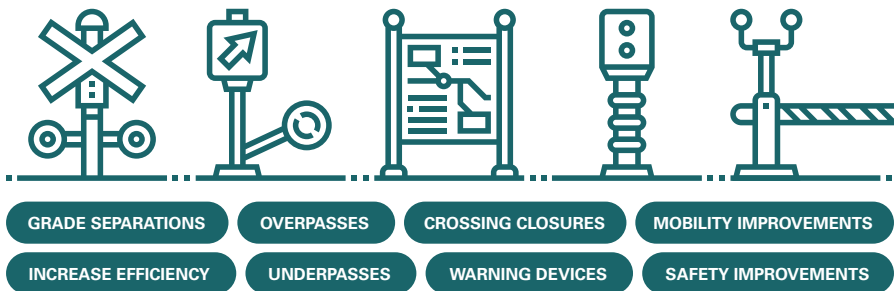 GRADE SEPARATIONS OVERPASSES CROSSING CLOSURES MOBILITY IMPROVEMENTS
INCREASE EFFICIENCY UNDERPASSES WARNING DEVICES SAFETY IMPROVEMENTS